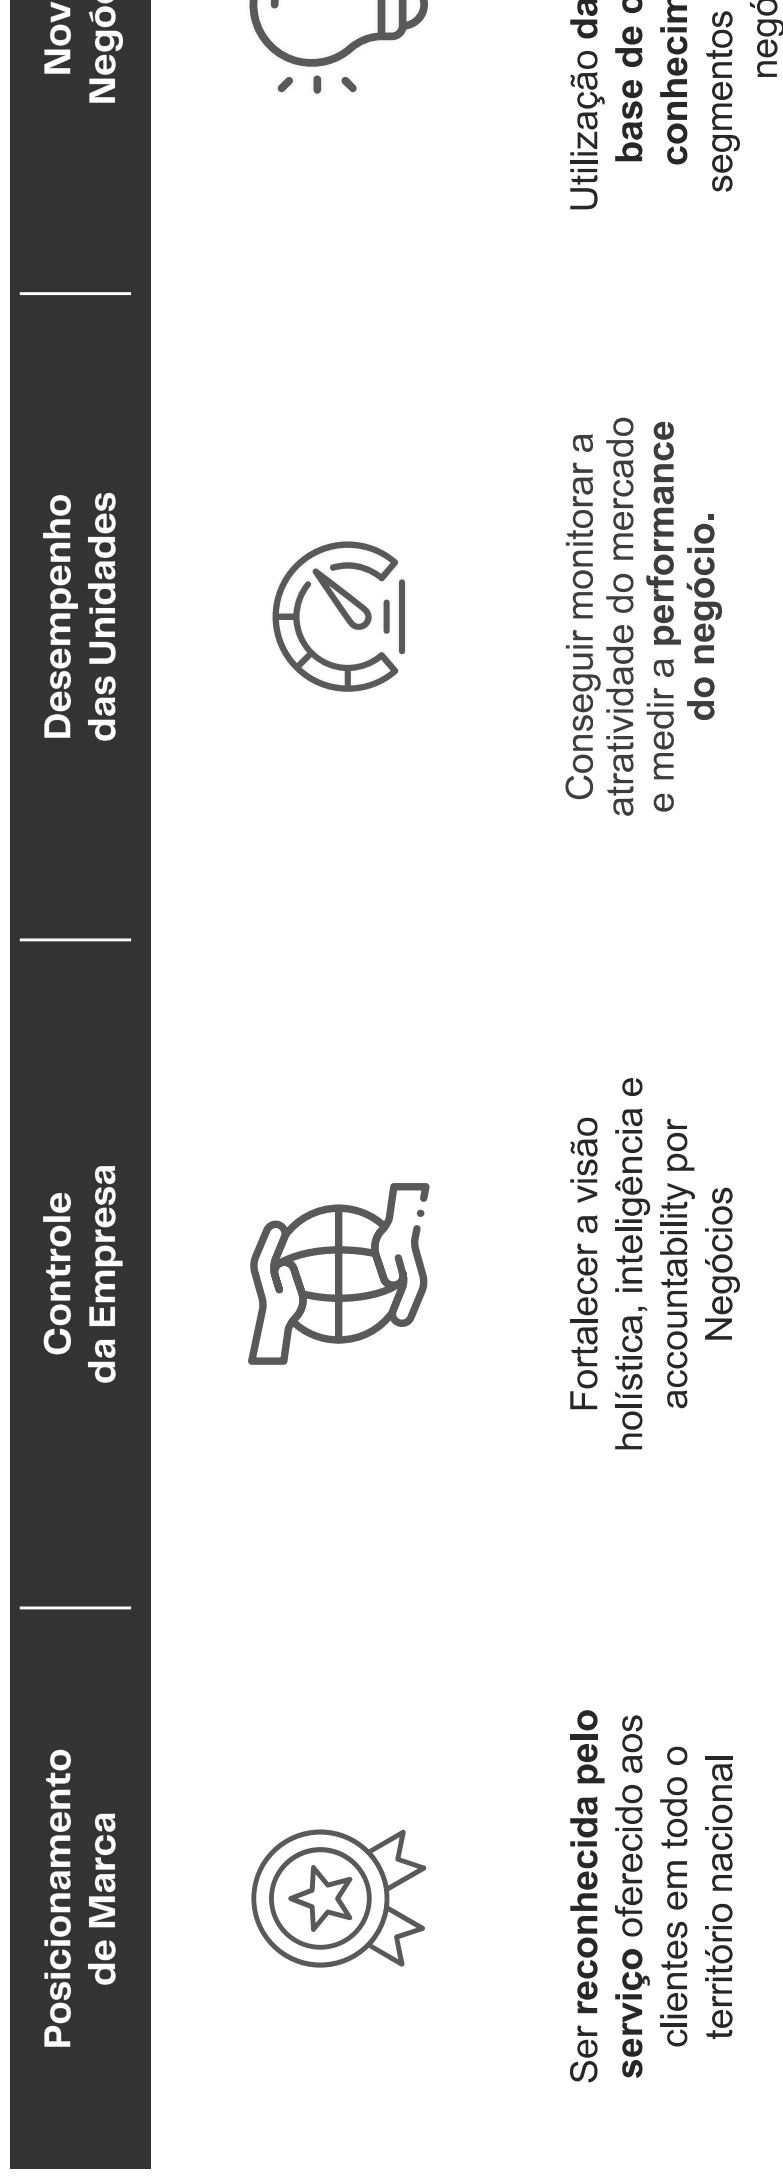 Posicionamento
de Marca
Ser reconhecida pelo
serviço oferecido aos
clientes em todo o
território nacional
Controle
da Empresa
Fortalecer a visão
holística, inteligência e
accountability por
Negócios
Desempenho
das Unidades
Conseguir monitorar a
atratividade do mercado
e medir a performance
do negócio.
Utilização
base de
segmentos